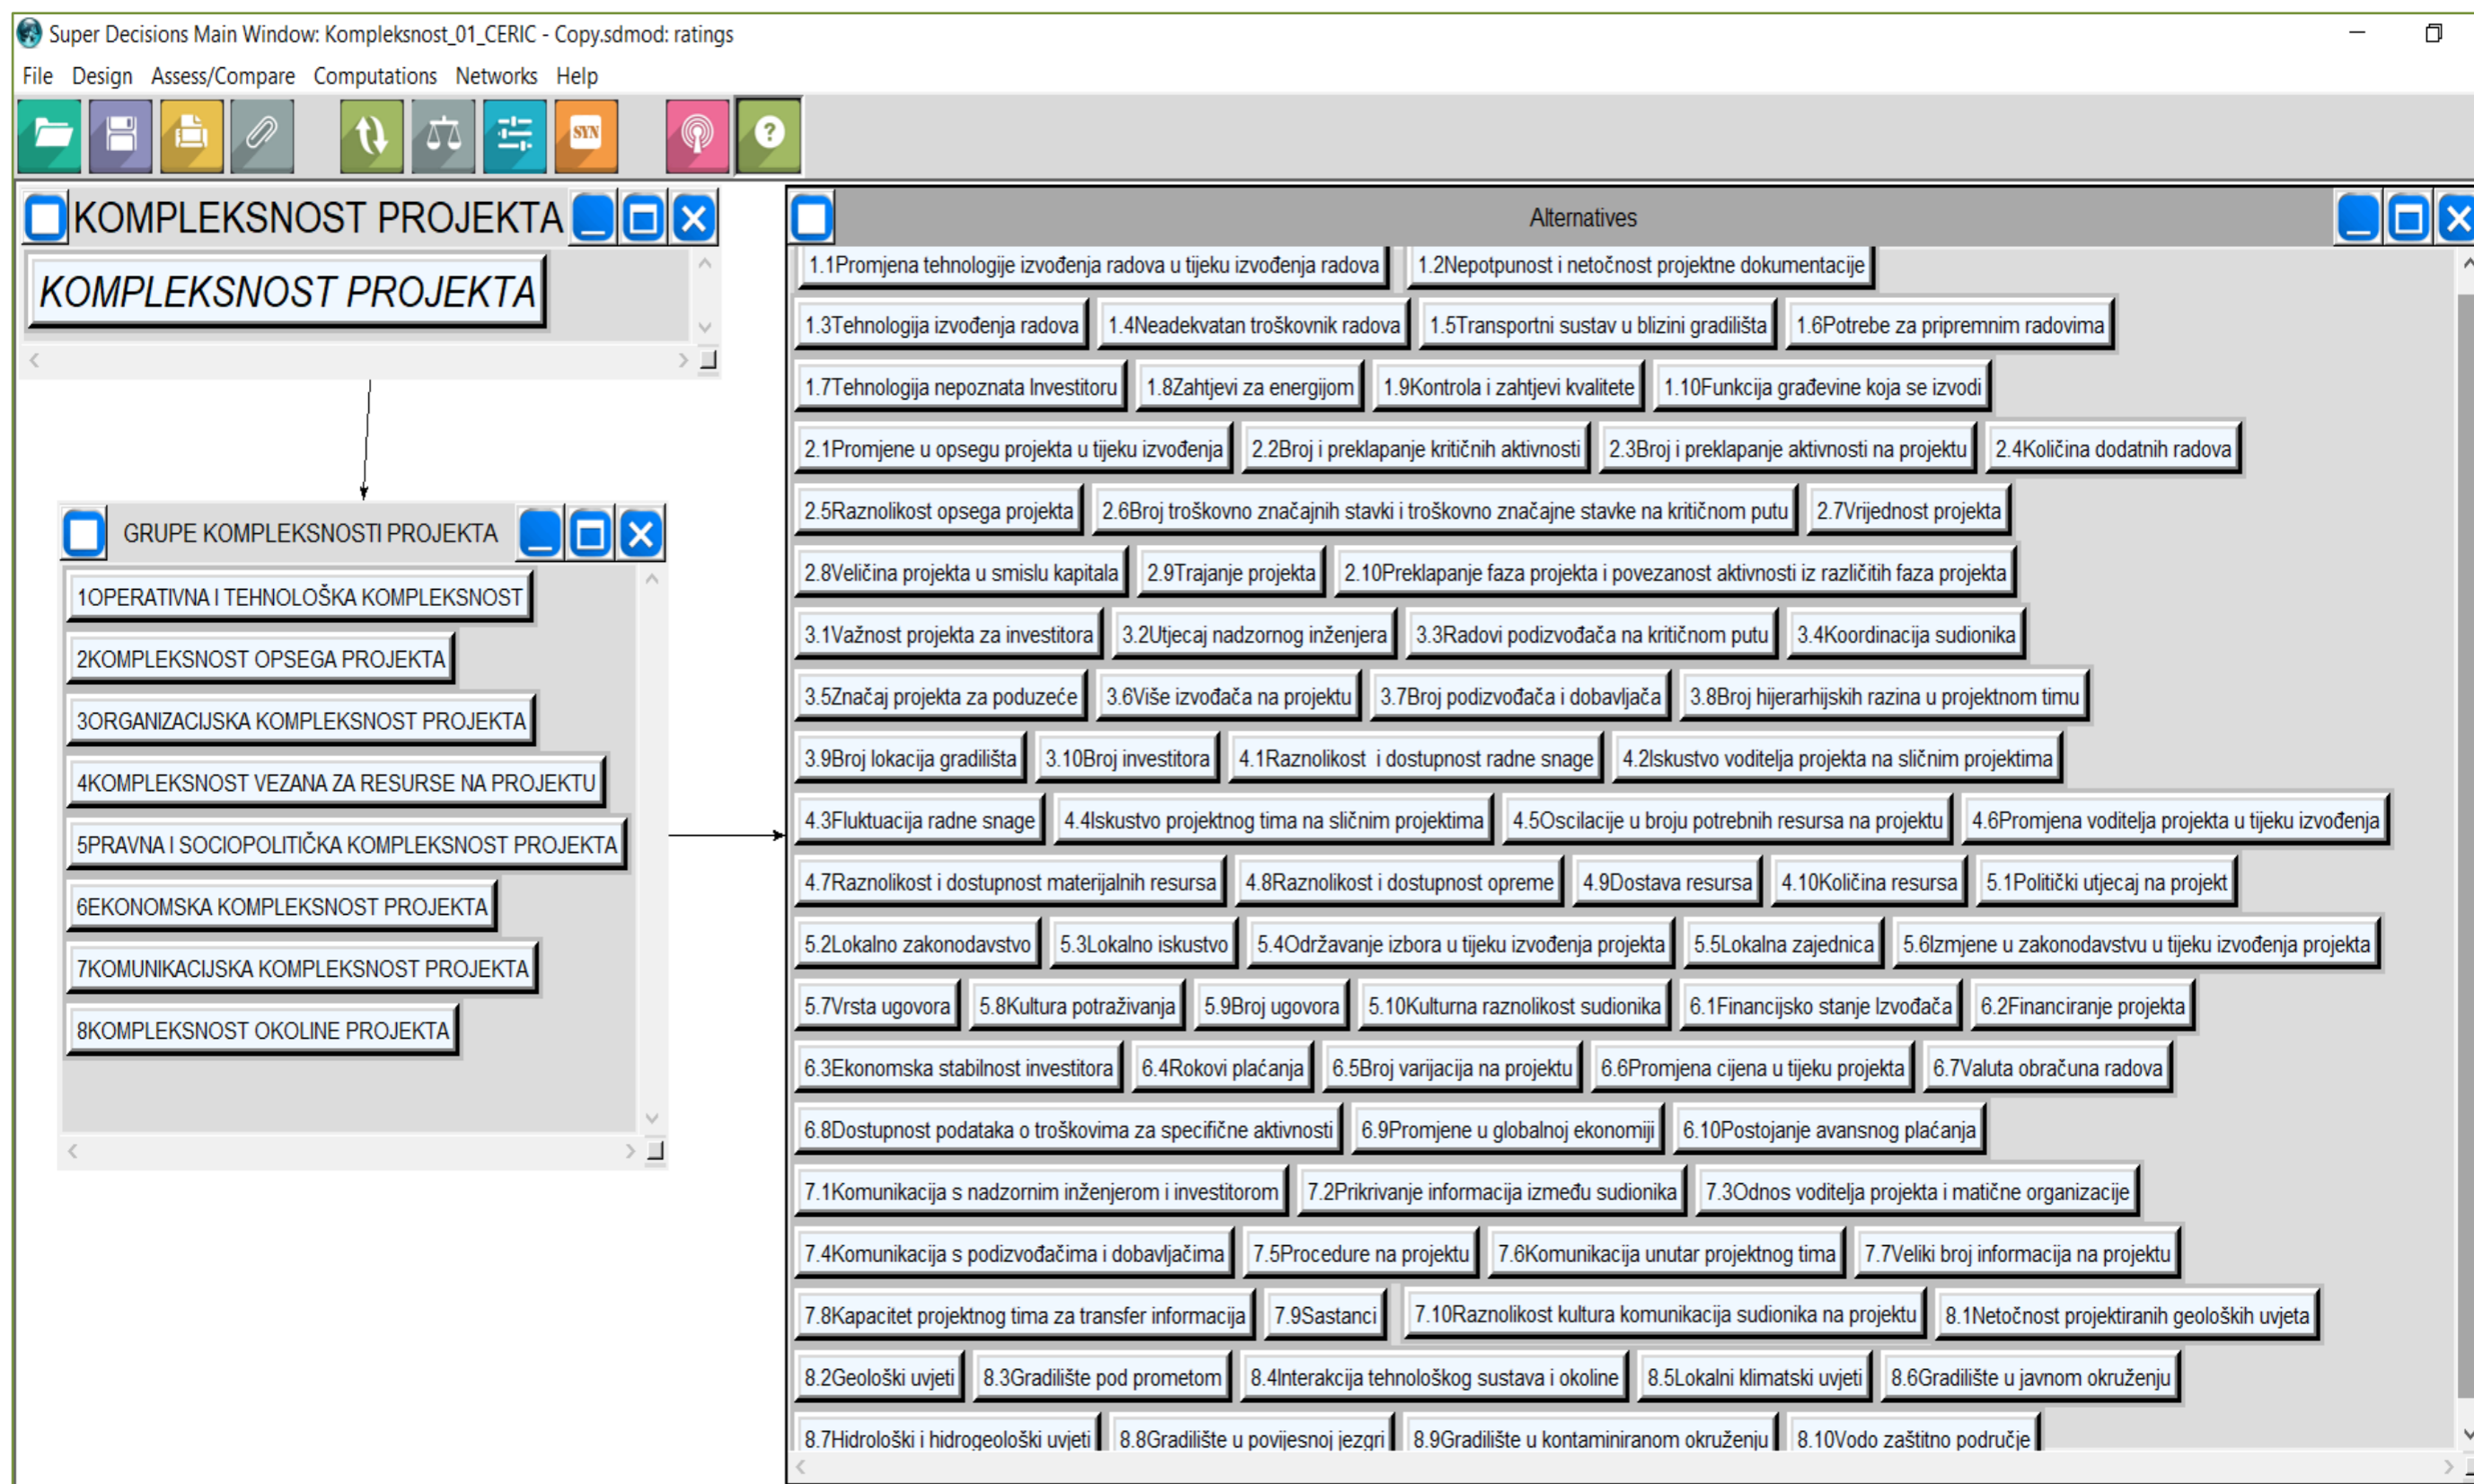 Super Decisions Main Window: Kompleksnost_01_CERIC - Copy.sdmod: ratings
File Design Assess/Compare Computations Networks Help
SYN ?
KOMPLEKSNOST PROJEKTA
KOMPLEKSNOST PROJEKTA
GRUPE KOMPLEKSNOSTI PROJEKTA
1OPERATIVNA I TEHNOLOŠKA KOMPLEKSNOST
2KOMPLEKSNOST OPSEGA PROJEKTA
3ORGANIZACIJSKA KOMPLEKSNOST PROJEKTA
4KOMPLEKSNOST VEZANA ZA RESURSE NA PROJEKTU
5PRAVNA I SOCIOPOLITIČKA KOMPLEKSNOST PROJEKTA
6EKONOMSKA KOMPLEKSNOST PROJEKTA
7KOMUNIKACIJSKA KOMPLEKSNOST PROJEKTA
8KOMPLEKSNOST OKOLINE PROJEKTA
Alternatives
1.1Promjena tehnologije izvođenja radova u tijeku izvođenja radova 1.2Nepotpunost i netočnost projektne dokumentacije
1.3Tehnologija izvođenja radova 1.4Neadekvatan troškovnik radova 1.5Transportni sustav u blizini gradilišta 1.6Potrebe za pripremnim radovima
1.7Tehnologija nepoznata Investitoru 1.8Zahtjevi za energijom 1.9Kontrola i zahtjevi kvalitete 1.10Funkcija građevine koja se izvodi
2.1Promjene u opsegu projekta u tijeku izvođenja 2.2Broj i preklapanje kritičnih aktivnosti 2.3Broj i preklapanje aktivnosti na projektu 2.4Količina dodatnih radova
2.5Raznolikost opsega projekta 2.6Broj troškovno značajnih stavki i troškovno značajne stavke na kritičnom putu 2.7Vrijednost projekta
2.8Veličina projekta u smislu kapitala 2.9Trajanje projekta 2.10Preklapanje faza projekta i povezanost aktivnosti iz različitih faza projekta
3.1Važnost projekta za investitora 3.2Utjecaj nadzornog inženjera 3.3Radovi podizvođača na kritičnom putu 3.4Koordinacija sudionika
3.5Značaj projekta za poduzeće 3.6Više izvođača na projektu 3.7Broj podizvođača i dobavljača 3.8Broj hijerarhijskih razina u projektnom timu
3.9Broj lokacija gradilišta 3.10Broj investitora 4.1Raznolikost i dostupnost radne snage 4.2Iskustvo voditelja projekta na sličnim projektima
4.3Fluktuacija radne snage 4.4Iskustvo projektnog tima na sličnim projektima 4.5Oscilacije u broju potrebnih resursa na projektu 4.6Promjena voditelja projekta u tijeku izvođenja
4.7Raznolikost i dostupnost materijalnih resursa 4.8Raznolikost i dostupnost opreme 4.9Dostava resursa 4.10Količina resursa 5.1Politički utjecaj na projekt
5.2Lokalno zakonodavstvo 5.3Lokalno iskustvo 5.4Održavanje izbora u tijeku izvođenja projekta 5.5Lokalna zajednica 5.6Izmjene u zakonodavstvu u tijeku izvođenja projekta
5.7Vrsta ugovora 5.8Kultura potraživanja 5.9Broj ugovora 5.10Kulturna raznolikost sudionika 6.1Financijsko stanje Izvođača 6.2Financiranje projekta
6.3Ekonomska stabilnost investitora 6.4Rokovi plaćanja 6.5Broj varijacija na projektu 6.6Promjena cijena u tijeku projekta 6.7Valuta obračuna radova
6.8Dostupnost podataka o troškovima za specifične aktivnosti 6.9Promjene u globalnoj ekonomiji 6.10Postojanje avansnog plaćanja
7.1Komunikacija s nadzornim inženjerom i investitorom 7.2Prikrivanje informacija između sudionika 7.3Odnos voditelja projekta i matične organizacije
7.4Komunikacija s podizvođačima i dobavljačima 7.5Procedure na projektu 7.6Komunikacija unutar projektnog tima 7.7Veliki broj informacija na projektu
7.8Kapacitet projektnog tima za transfer informacija 7.9Sastanci 7.10Raznolikost kultura komunikacija sudionika na projektu 8.1Netočnost projektiranih geoloških uvjeta
8.2Geološki uvjeti 8.3Gradilište pod prometom 8.4Interakcija tehnološkog sustava i okoline 8.5Lokalni klimatski uvjeti 8.6Gradilište u javnom okruženju
8.7Hidrološki i hidrogeološki uvjeti 8.8Gradilište u povijesnoj jezgri 8.9Gradilište u kontaminiranom okruženju 8.10Vodo zaštitno područje